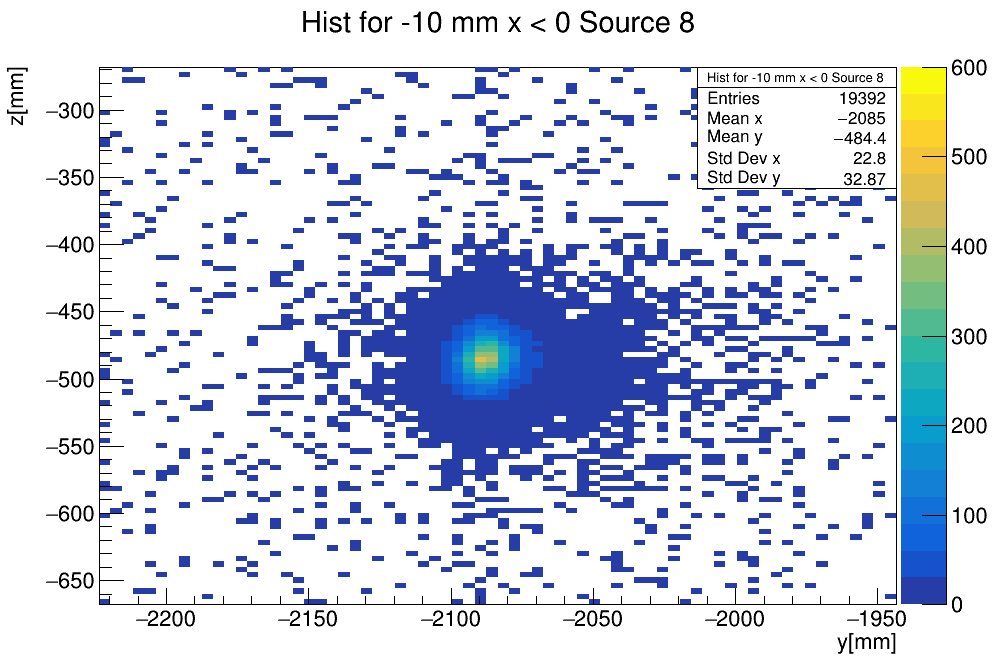 Hist for -10 mm x < 0 Source 8
z[mm]
Hist for -10 mm x < 0 Source 8
Entries 19392
Mean x −2085
Mean y −484.4
Std Dev x 22.8
Std Dev y 32.87
−300
−350
−400
−450
−500
−550
−600
−650
600
500
400
300
200
100
0
−2200 −2150 −2100 −2050 −2000 −1950
y[mm]